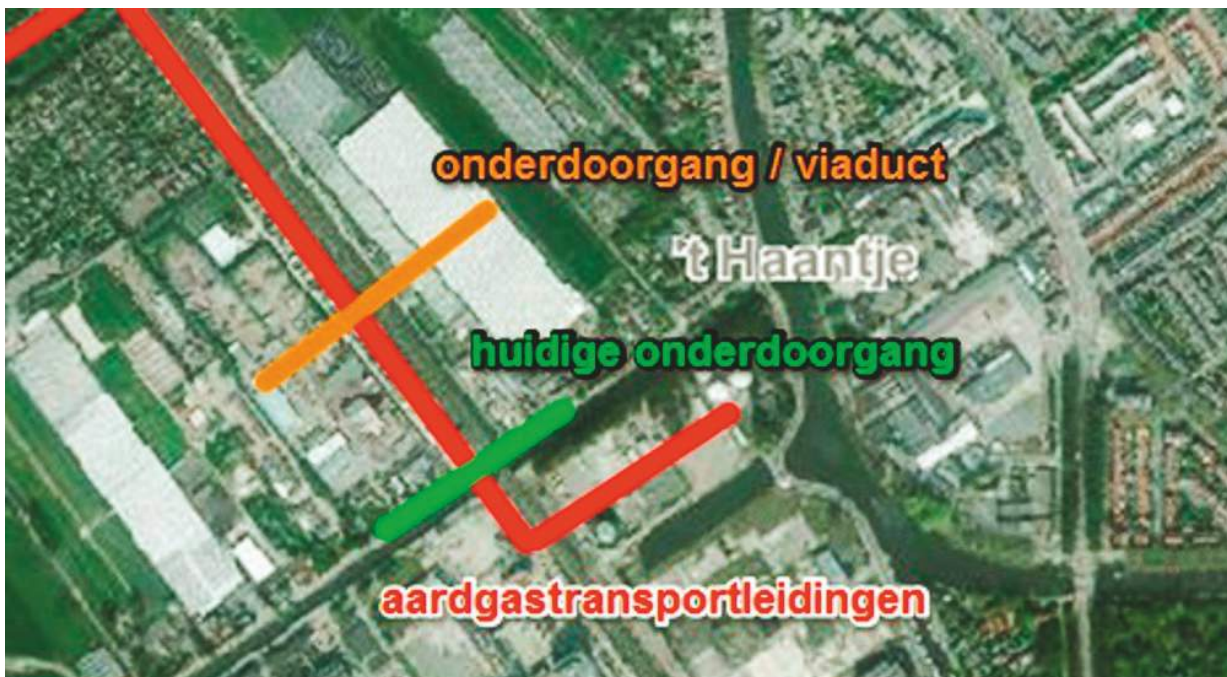 onderdoorgang / viaduct
't Haantje
huidige onderdoorgang
aardgastransportleidingen